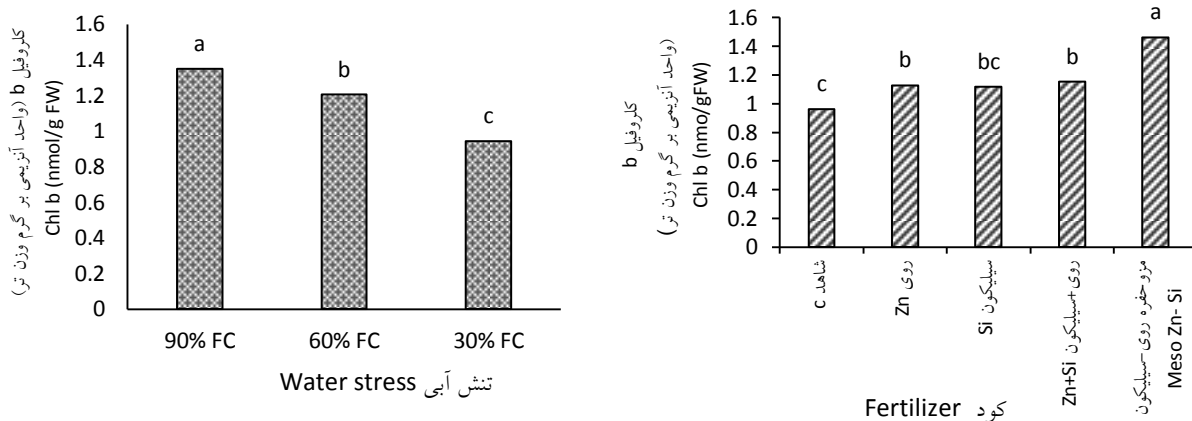 کلروفیل b (واحد آنزیمی بر گرم وزن تر)
Chl b (nmol/g FW)
1.6
1.4
1.2
1
0.8
0.6
0.4
0.2
0
a
b
c
90% FC
60% FC
30% FC
تنش آبی Water stress
کلروفیل b
(واحد آنزیمی بر گرم وزن تر)
Chl b (nmo/gFW)
1.6
1.4
1.2
1
0.8
0.6
0.4
0.2
0
c
b
bc
b
a
شاهد c
روی Zn
سیلیکون Si
روی+سیلیکون Zn+Si
مزوحفره روی-سیلیکون
Meso Zn- Si
کود Fertilizer